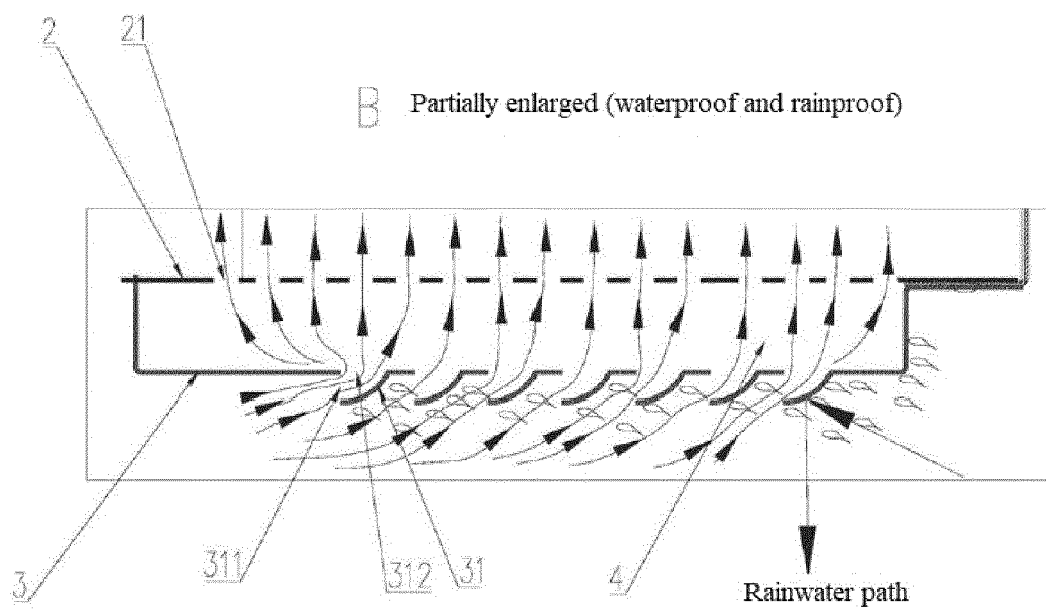 2 21
B Partially enlarged (waterproof and rainproof)
3 311 312 31 4
Rainwater path